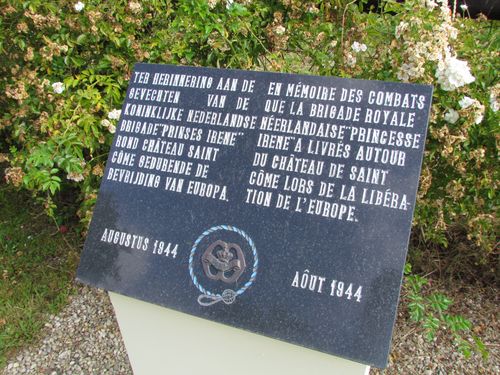 TER HERINNERING AAN DE
GEVECHTEN VAN DE
KONINKLIJKE NEDERLANDSE
BRIGADE "PRINSES IRENE"
ROND CHÂTEAU SAINT
CÔME GEDURENDE DE
BEVRIJDING VAN EUROPA.
AUGUSTUS 1944
EN MÉMOIRE DES COMBATS
QUE LA BRIGADE ROYALE
NÉERLANDAISE "PRINCESSE
IRENE" A LIVRÉS AUTOUR
DU CHÂTEAU DE SAINT
CÔME LORS DE LA LIBÉRA-
TION DE L'EUROPE.
AÔUT 1944